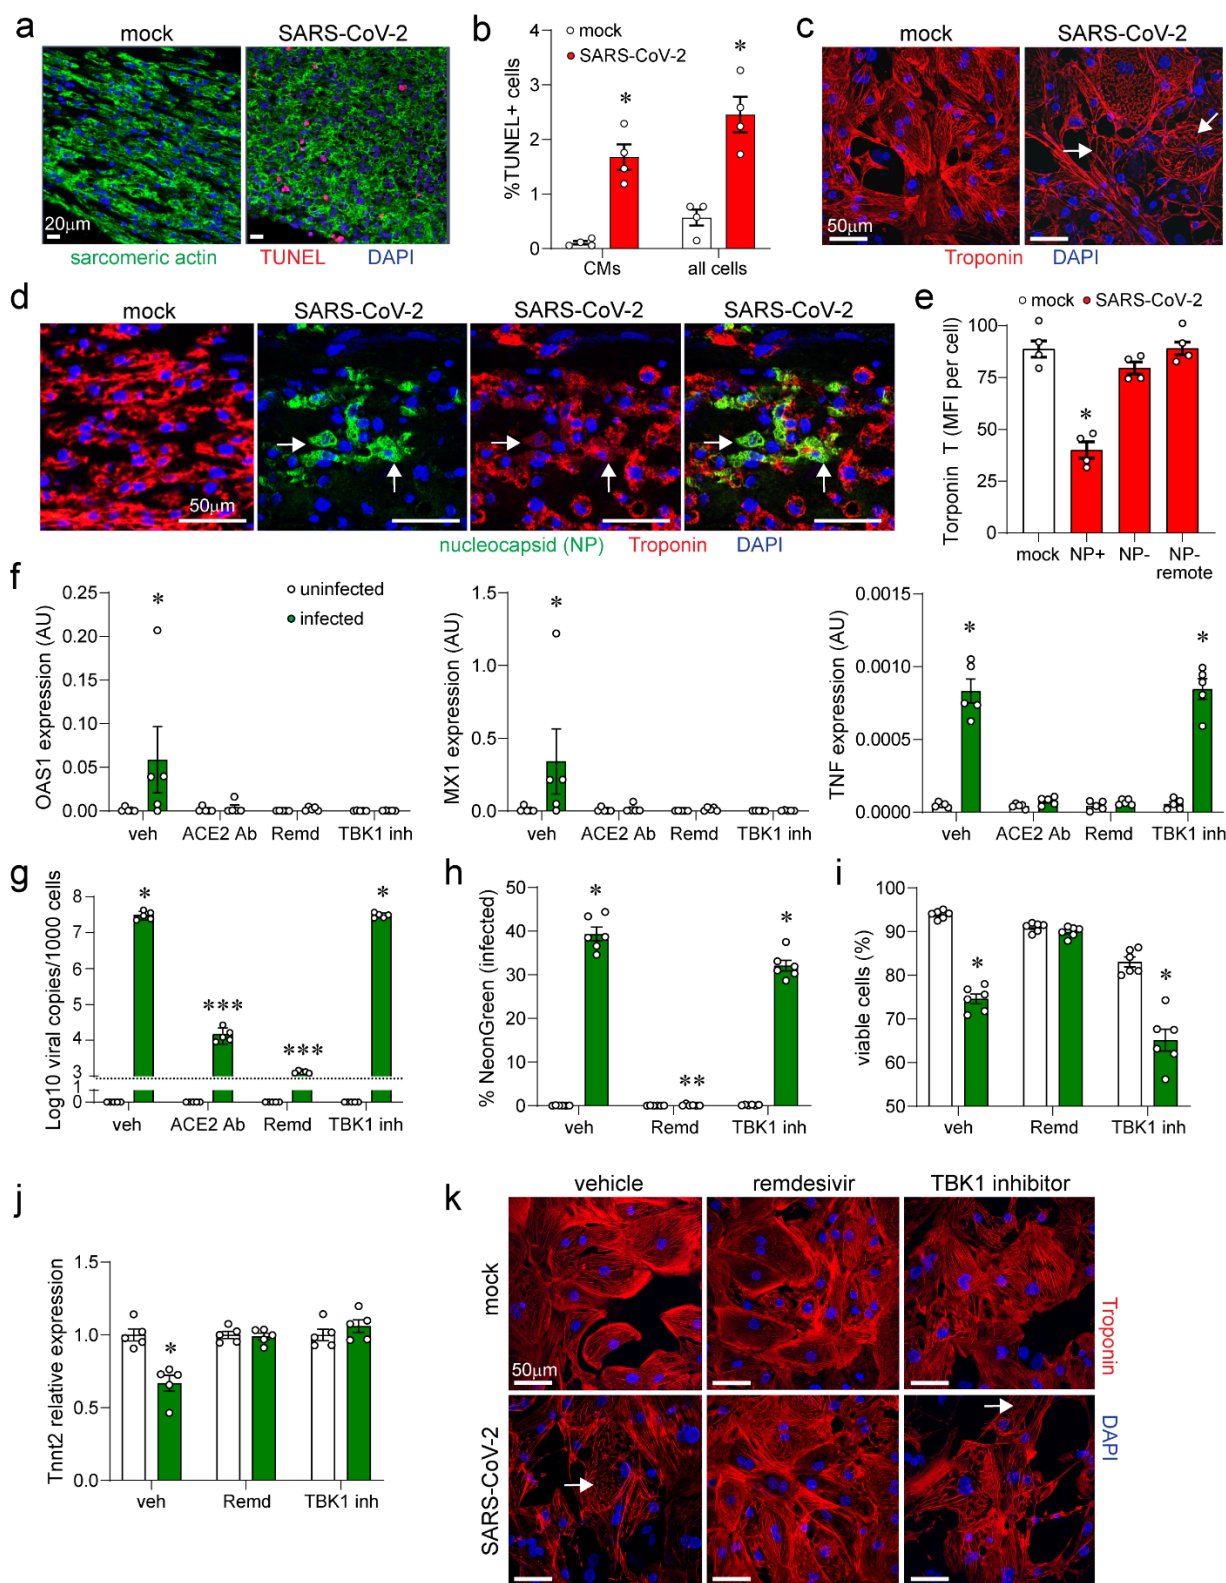 a
mock
SARS-CoV-2
20μm
sarcomeric actin
TUNEL
DAPI
b
mock
SARS-CoV-2
%TUNEL+ cells
6
4
2
0
*
*
CMs
all cells
c
mock
SARS-CoV-2
50μm
Troponin
DAPI
d
mock
SARS-CoV-2
SARS-CoV-2
SARS-CoV-2
50μm
nucleocapsid (NP)
Troponin
DAPI
e
mock
SARS-CoV-2
Torponin T (MFI per cell)
100
75
50
25
0
*
mock
NP+
NP-
NP-
remote
f
OAS1 expression (AU)
0.25
0.20
0.15
0.10
0.05
0.00
*
uninfected
infected
veh
ACE2 Ab
Remd
TBK1 inh
MX1 expression (AU)
1.5
1.0
0.5
0.0
*
veh
ACE2 Ab
Remd
TBK1 inh
TNF expression (AU)
0.0015
0.0010
0.0005
0.0000
*
*
veh
ACE2 Ab
Remd
TBK1 inh
g
Log10 viral copies/1000 cells
8
7
6
5
4
3
1
0
*
***
***
*
veh
ACE2 Ab
Remd
TBK1 inh
h
% NeonGreen (infected)
50
40
30
20
10
0
*
**
*
veh
Remd
TBK1 inh
i
viable cells (%)
100
90
80
70
60
50
*
*
veh
Remd
TBK1 inh
j
Tnnt2 relative expression
1.5
1.0
0.5
0.0
*
veh
Remd
TBK1 inh
k
vehicle
remdesivir
TBK1 inhibitor
mock
50μm
SARS-CoV-2
Troponin
DAPI